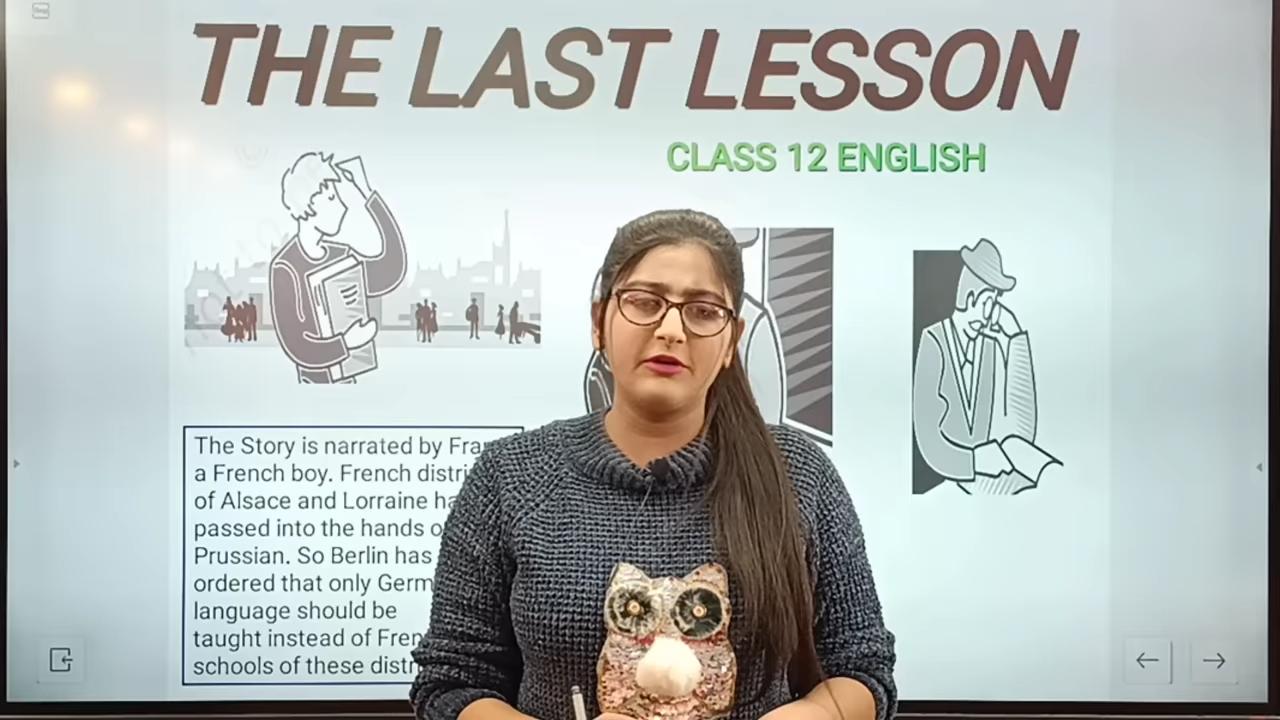 THE LAST LESSON
CLASS 12 ENGLISH
The Story is narrated by
a French boy. French
of Alsace and Lorraine
passed into the hands
Prussian. So Berlin has
ordered that only
language should be
taught instead of
schools of these